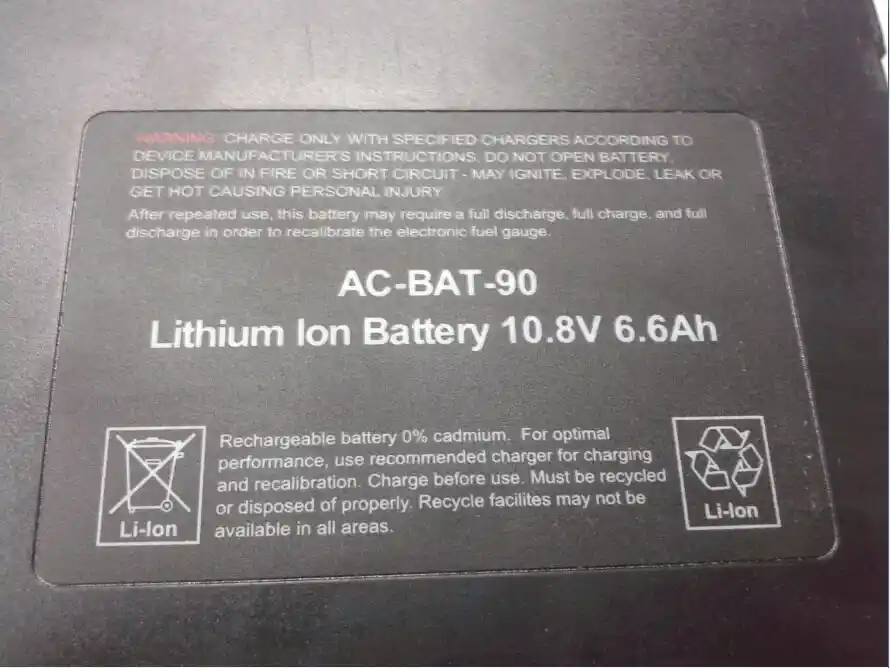 WARNING: CHARGE ONLY WITH SPECIFIED CHARGERS ACCORDING TO
DEVICE MANUFACTURER'S INSTRUCTIONS. DO NOT OPEN BATTERY,
DISPOSE OF IN FIRE OR SHORT CIRCUIT - MAY IGNITE, EXPLODE, LEAK OR
GET HOT CAUSING PERSONAL INJURY
After repeated use, this battery may require a full discharge, full charge, and full
discharge in order to recalibrate the electronic fuel gauge.
AC-BAT-90
Lithium Ion Battery 10.8V 6.6Ah
Rechargeable battery 0% cadmium. For optimal
performance, use recommended charger for charging
and recalibration. Charge before use. Must be recycled
or disposed of properly. Recycle facilites may not be
available in all areas.
Li-Ion
Li-Ion